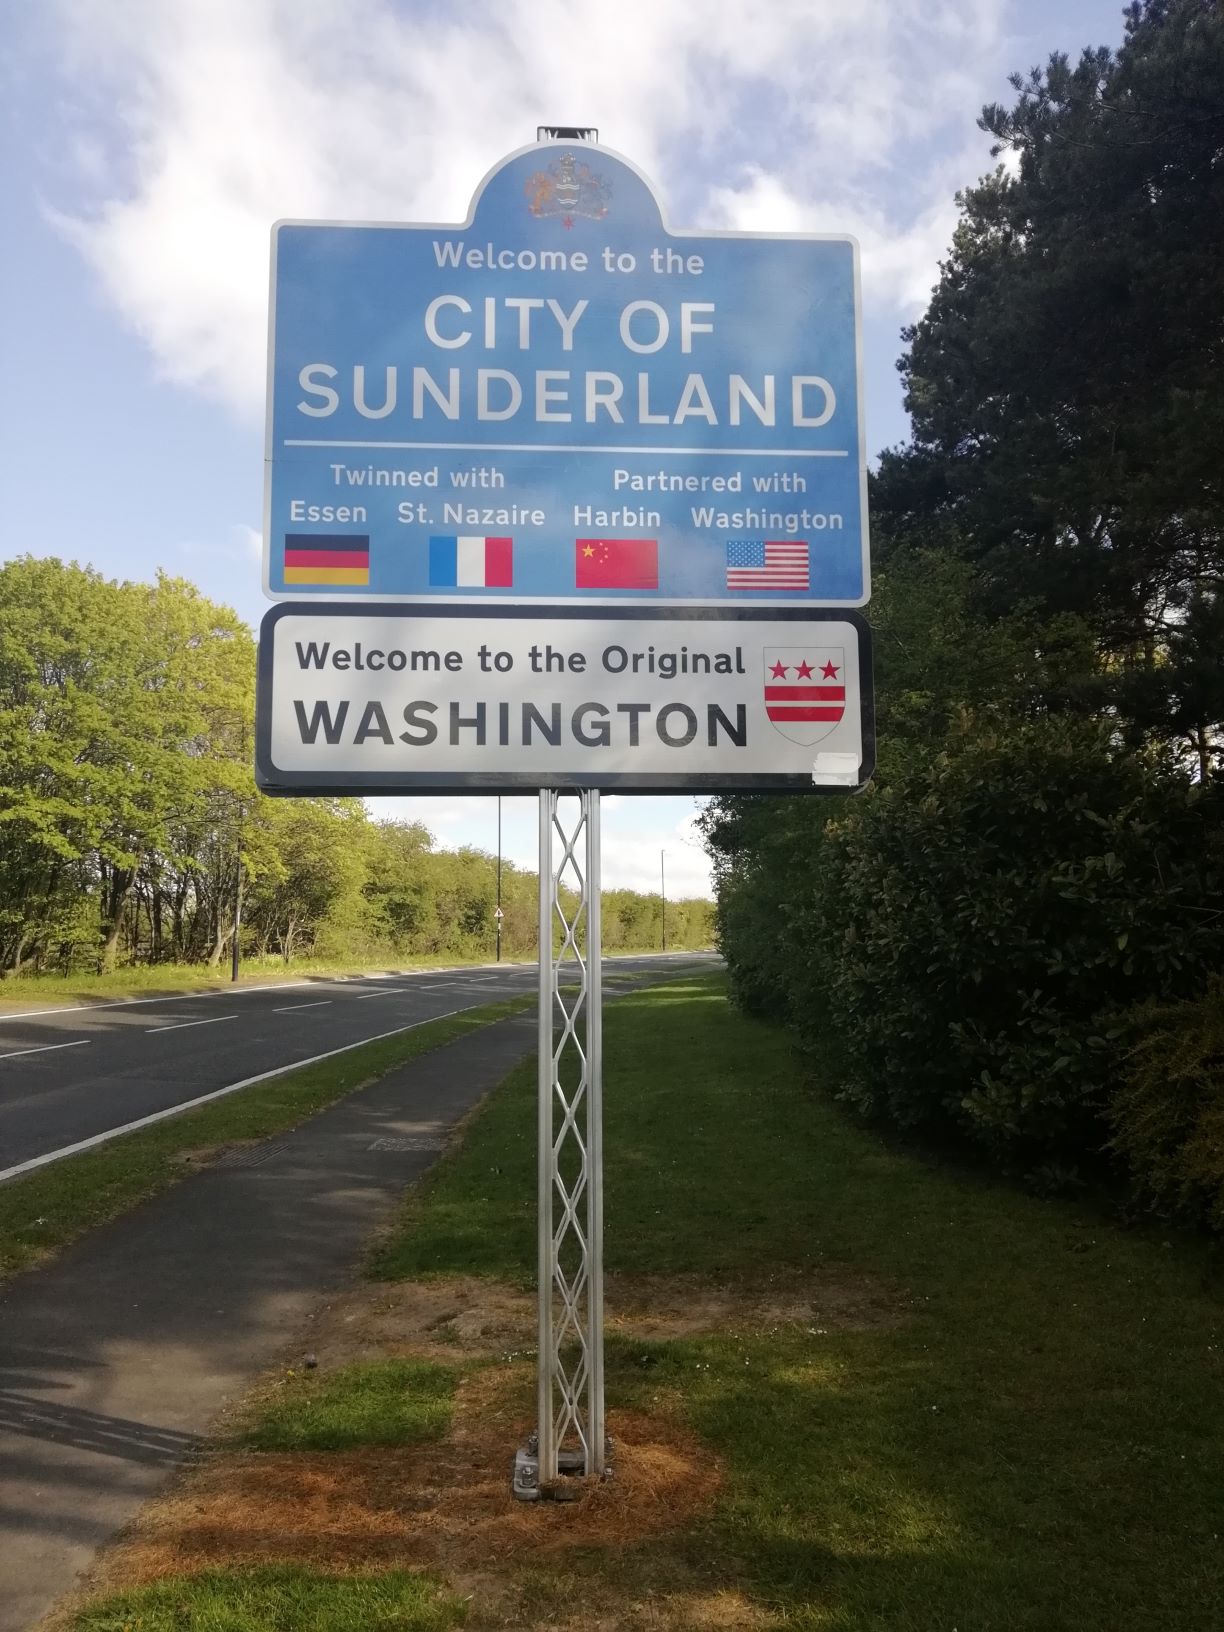 Welcome to the
CITY OF
SUNDERLAND
Twinned with Partnered with
Essen St. Nazaire Harbin Washington
Welcome to the Original
WASHINGTON